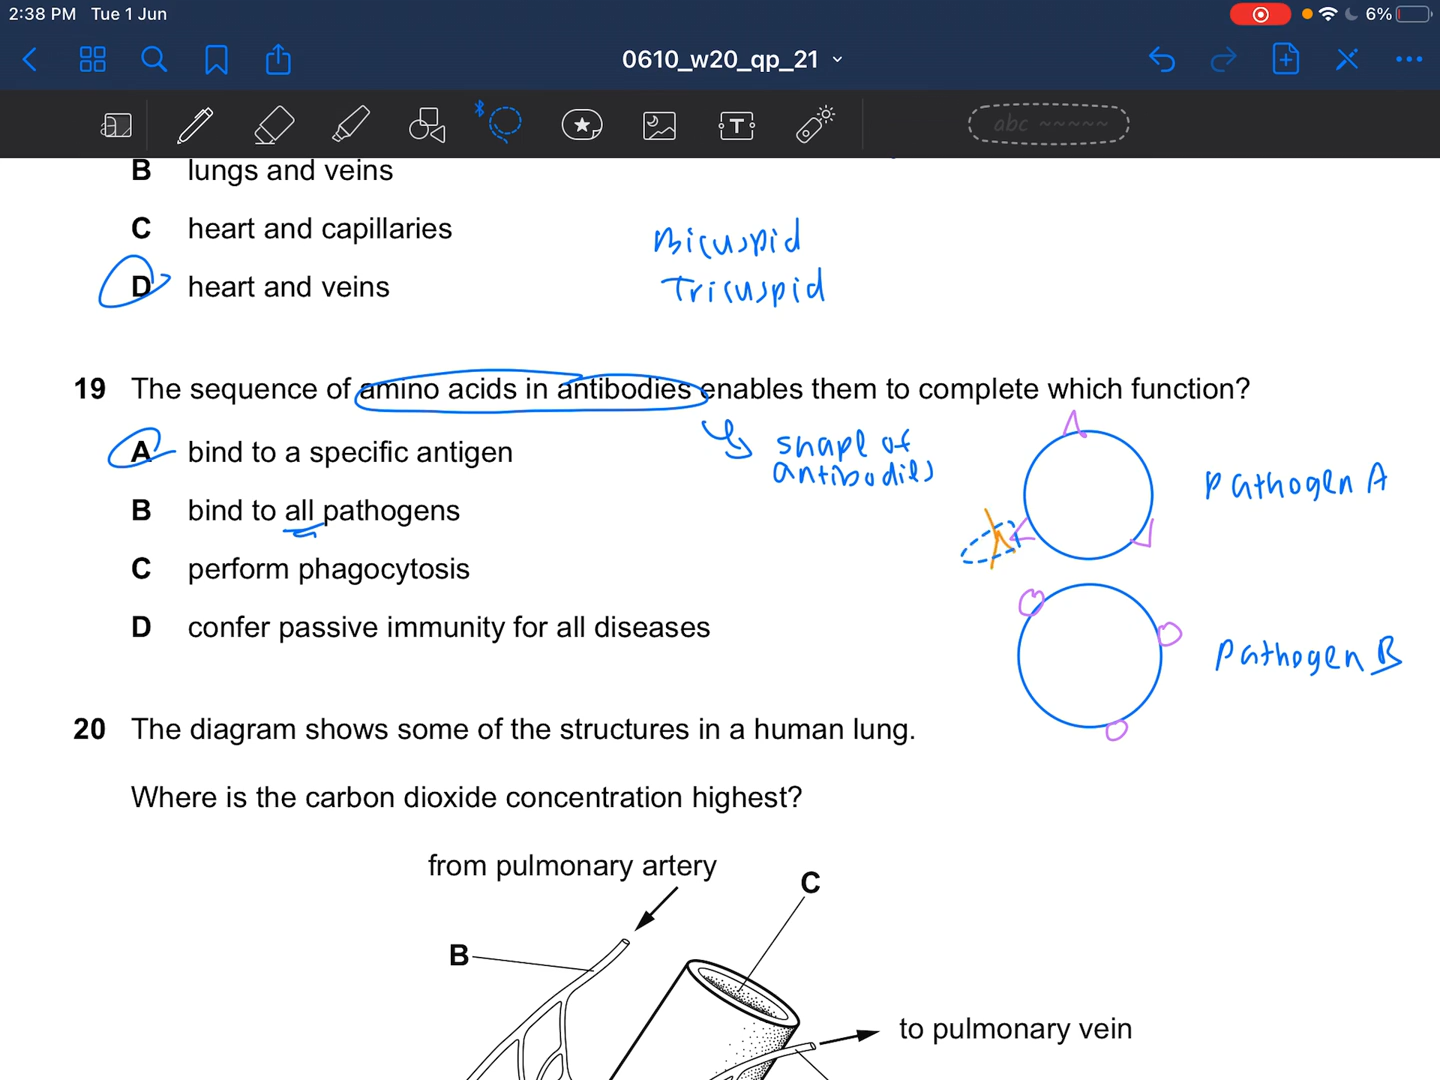 2:38 PM Tue 1 Jun 6%
0610_w20_qp_21
abc
B lungs and veins
C heart and capillaries
D heart and veins
Bicuspid
Tricuspid
19 The sequence of amino acids in antibodies enables them to complete which function?
A bind to a specific antigen
shape of
antibodies
Pathogen A
B bind to all pathogens
C perform phagocytosis
D confer passive immunity for all diseases
Pathogen B
20 The diagram shows some of the structures in a human lung.
Where is the carbon dioxide concentration highest?
from pulmonary artery
C
B
to pulmonary vein